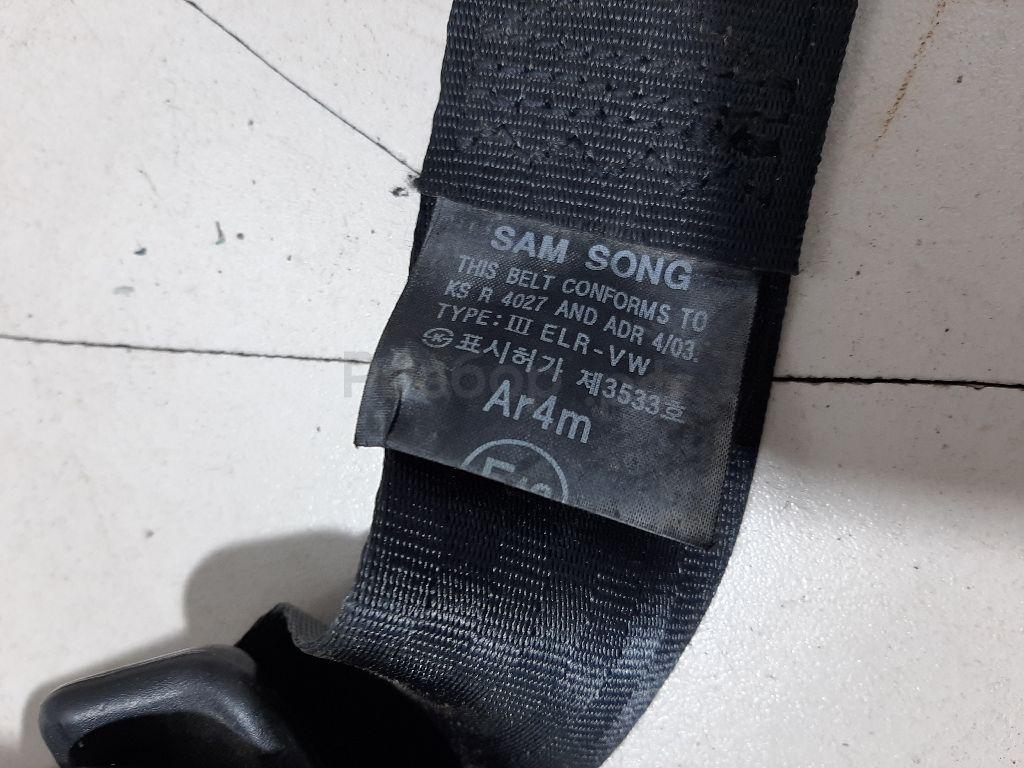 SAM SONG
THIS BELT CONFORMS TO
KS R 4027 AND ADR 4/03.
TYPE: III ELR-VW
㉿표시허가 제3533호
Ar4m